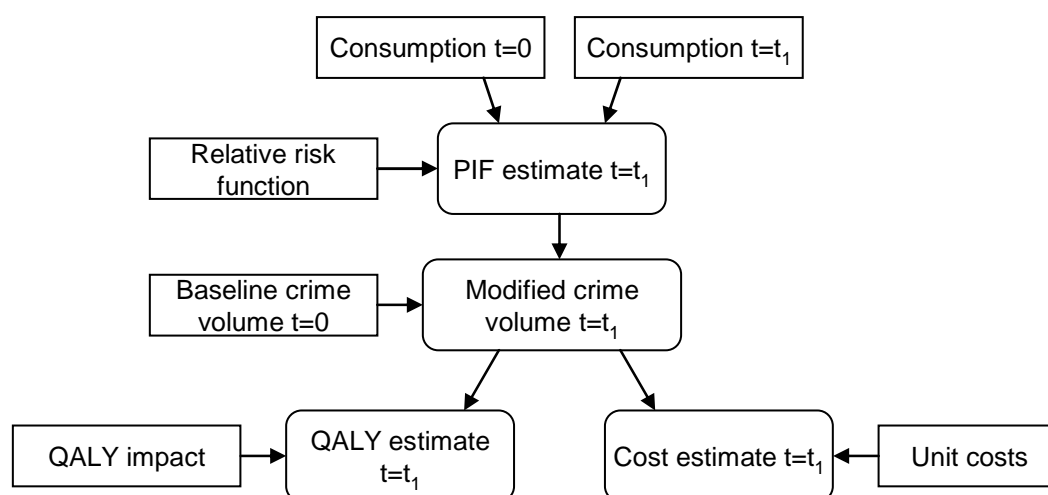 Consumption t=0
Consumption t=t₁
Relative risk
function
PIF estimate t=t₁
Baseline crime
volume t=0
Modified crime
volume t=t₁
QALY impact
QALY estimate
t=t₁
Cost estimate t=t₁
Unit costs